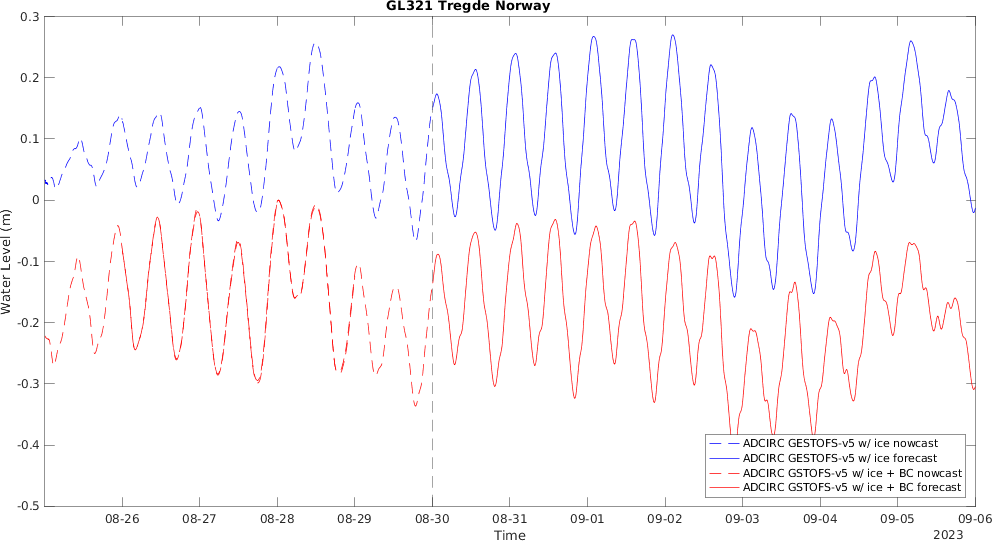 GL321 Tregde Norway
0.3
0.2
0.1
0
-0.1
-0.2
-0.3
-0.4
-0.5
Water Level (m)
ADCIRC GESTOFS-v5 w/ ice nowcast
ADCIRC GESTOFS-v5 w/ ice forecast
ADCIRC GSTOFS-v5 w/ ice + BC nowcast
ADCIRC GSTOFS-v5 w/ ice + BC forecast
08-26 08-27 08-28 08-29 08-30 08-31 09-01 09-02 09-03 09-04 09-05 09-06
Time
2023